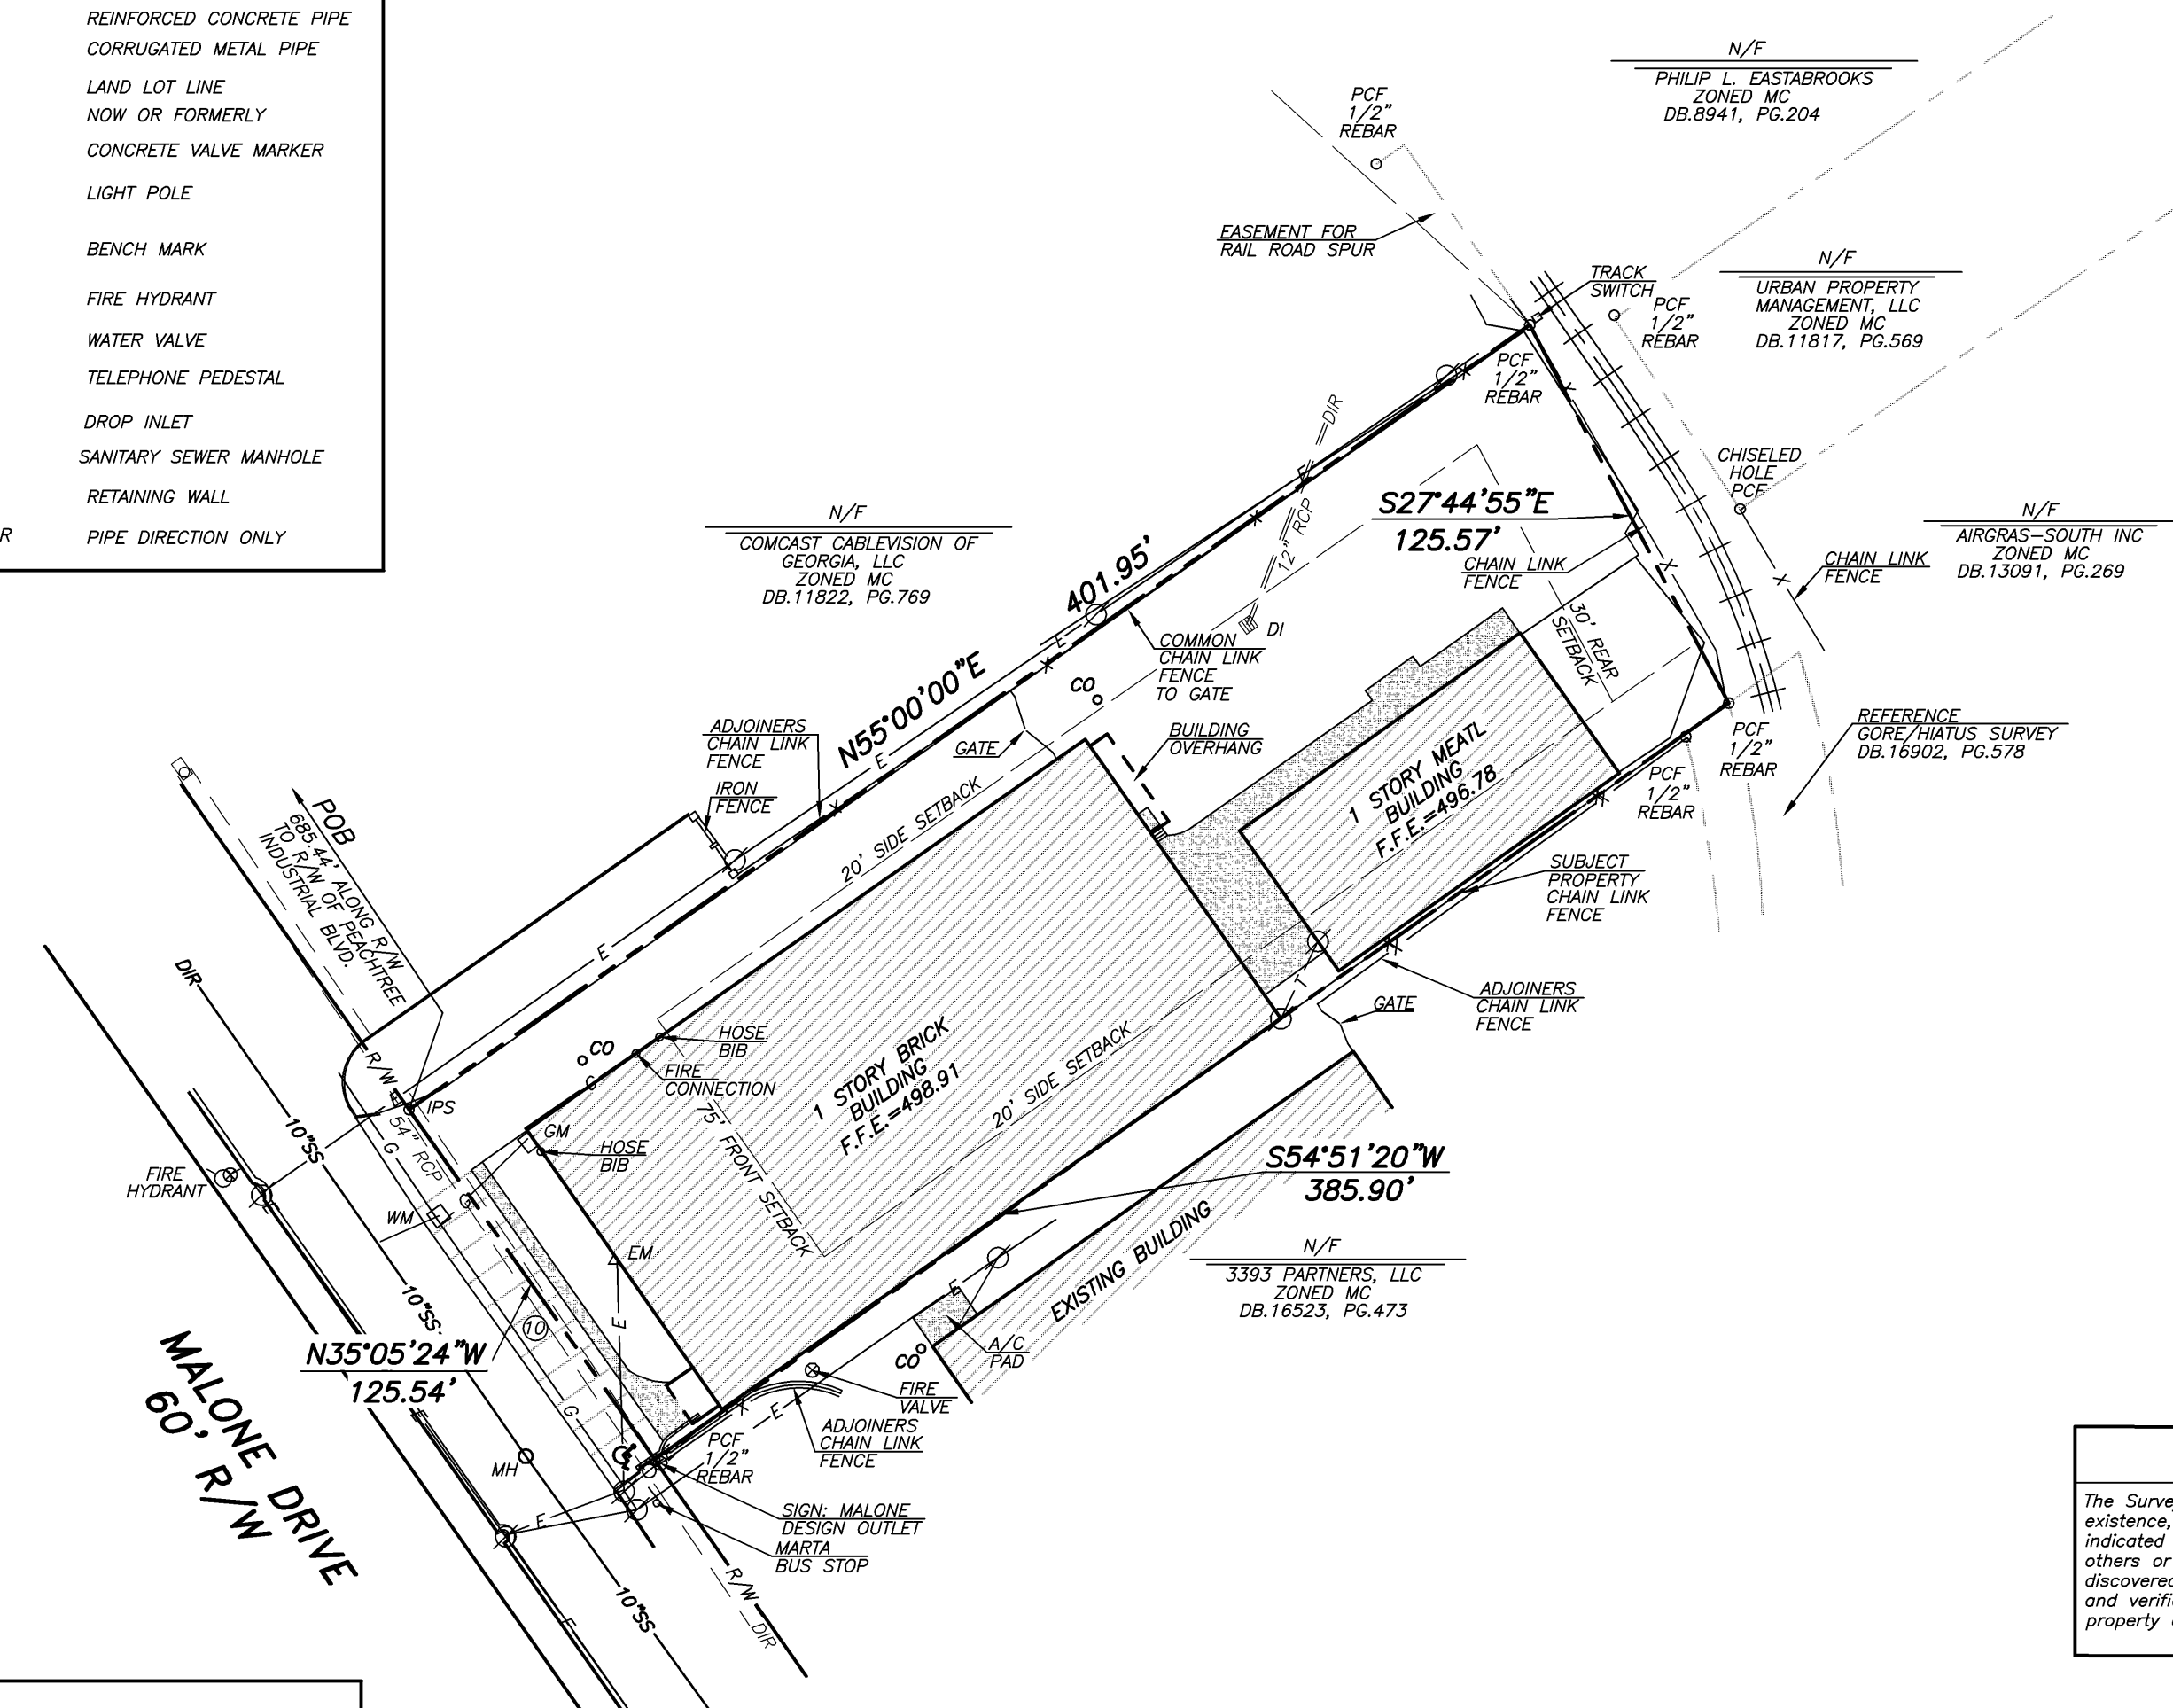 REINFORCED CONCRETE PIPE
CORRUGATED METAL PIPE
LAND LOT LINE
NOW OR FORMERLY
CONCRETE VALVE MARKER
LIGHT POLE
BENCH MARK
FIRE HYDRANT
WATER VALVE
TELEPHONE PEDESTAL
DROP INLET
SANITARY SEWER MANHOLE
RETAINING WALL
R
PIPE DIRECTION ONLY
N/F
PHILIP L. EASTABROOKS
ZONED MC
DB.8941, PG.204
PCF
1/2"
REBAR
EASEMENT FOR
RAIL ROAD SPUR
TRACK
SWITCH
PCF
1/2"
REBAR
N/F
URBAN PROPERTY
MANAGEMENT, LLC
ZONED MC
DB.11817, PG.569
PCF
1/2"
REBAR
CHISELED
HOLE
PCF
N/F
AIRGRAS-SOUTH INC
ZONED MC
DB.13091, PG.269
CHAIN LINK
FENCE
X
X
X
S27°44'55"E
125.57'
CHAIN LINK
FENCE
DIR
12" RCP
DI
E
N/F
COMCAST CABLEVISION OF
GEORGIA, LLC
ZONED MC
DB.11822, PG.769
401.95'
N55°00'00"E
E
E
E
COMMON
CHAIN LINK
FENCE
TO GATE
CO
GATE
BUILDING
OVERHANG
30' REAR
SETBACK
REFERENCE
GORE/HIATUS SURVEY
DB.16902, PG.578
PCF
1/2"
REBAR
PCF
1/2"
REBAR
ADJOINERS
CHAIN LINK
FENCE
IRON
FENCE
20' SIDE SETBACK
1 STORY MEATL
BUILDING
F.F.E.=496.78
SUBJECT
PROPERTY
CHAIN LINK
FENCE
ADJOINERS
CHAIN LINK
FENCE
GATE
T
POB
685.44' ALONG R/W
TO R/W OF PEACHTREE
INDUSTRIAL BLVD.
DIR
10"SS
R/W
IPS
54" RCP
G
CO
G
HOSE
BIB
FIRE
CONNECTION
1 STORY BRICK
BUILDING
F.F.E.=498.91
20' SIDE SETBACK
75' FRONT SETBACK
GM
HOSE
BIB
FIRE
HYDRANT
WM
G
EM
E
10"SS
10
N35°05'24"W
125.54'
S54°51'20"W
385.90'
N/F
3393 PARTNERS, LLC
ZONED MC
DB.16523, PG.473
EXISTING BUILDING
E
A/C
PAD
CO
FIRE
VALVE
E
ADJOINERS
CHAIN LINK
FENCE
G
PCF
1/2"
REBAR
MH
SIGN: MALONE
DESIGN OUTLET
MARTA
BUS STOP
MALONE DRIVE
60' R/W
E
E
10"SS
R/W
DIR
existence,
indicated
others or
property